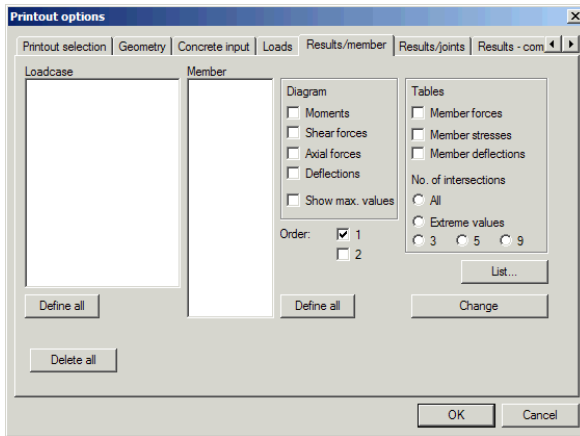 Printout options
Printout selection Geometry Concrete input Loads Results/member Results/joints Results - com
Loadcase
Member
Diagram
Moments
Shear forces
Axial forces
Deflections
Show max. values
Order: 1
2
Tables
Member forces
Member stresses
Member deflections
No. of intersections
All
Extreme values
3 5 9
List...
Define all
Define all
Change
Delete all
OK
Cancel